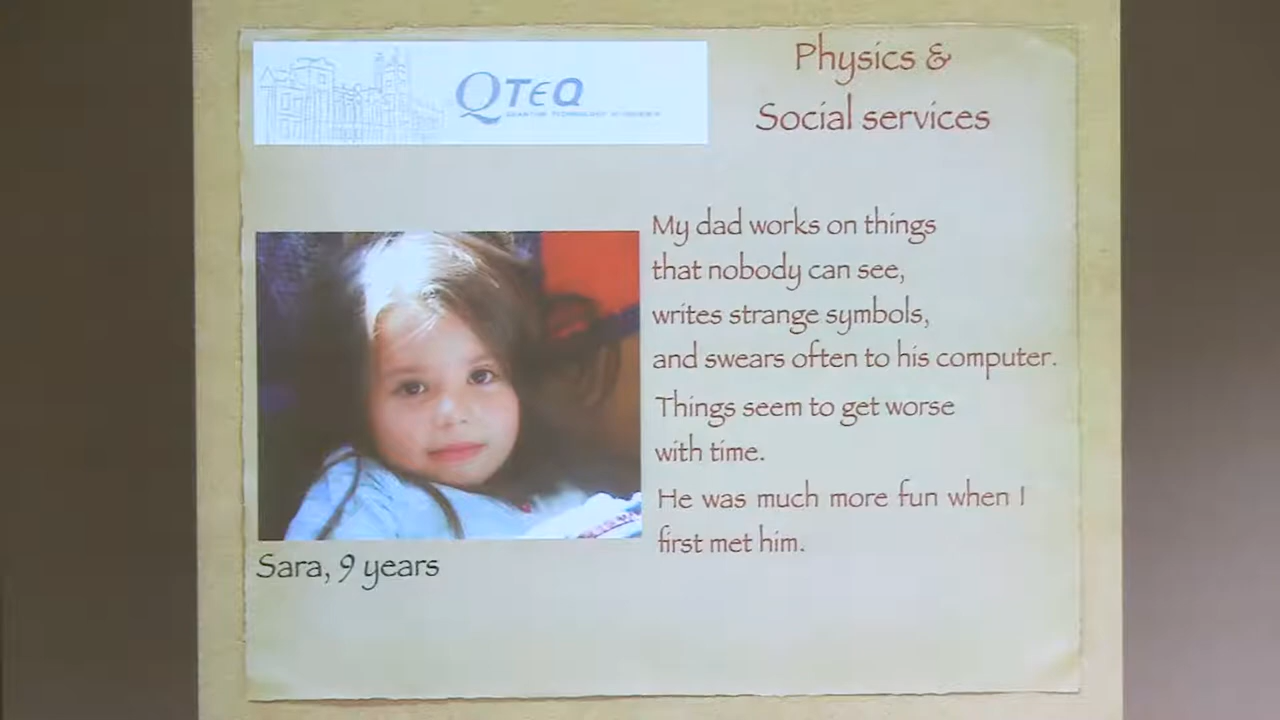 QTEQ
Physics &
Social services
My dad works on things
that nobody can see,
writes strange symbols,
and swears often to his computer.
Things seem to get worse
with time.
He was much more fun when I
first met him.
Sara, 9 years